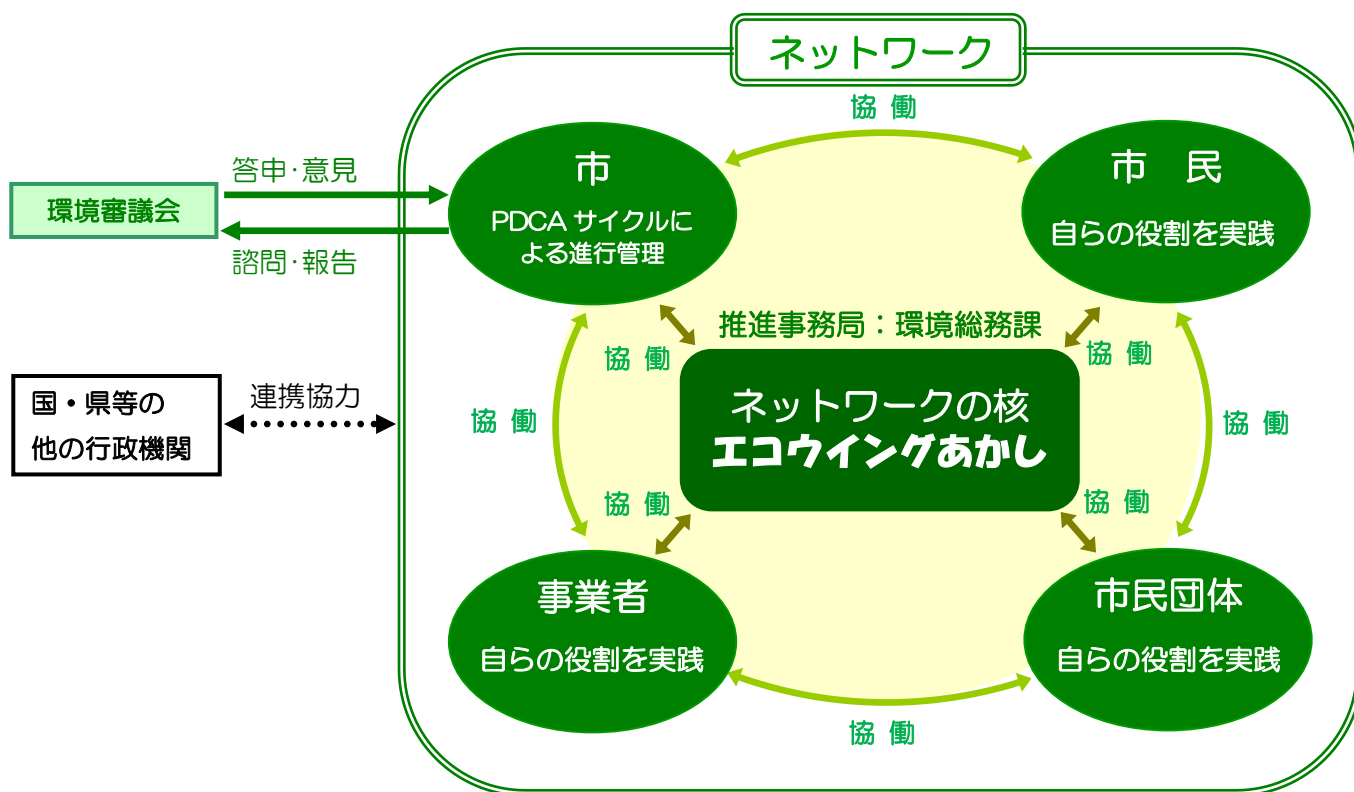 ネットワーク
協 働
答申・意見
環境審議会
諮問・報告
市
PDCA サイクルに
よる進行管理
市 民
自らの役割を実践
推進事務局：環境総務課
協 働
協 働
国・県等の
他の行政機関
連携協力
協 働
ネットワークの核
エコウイングあかし
協 働
協 働
協 働
事業者
自らの役割を実践
市民団体
自らの役割を実践
協 働